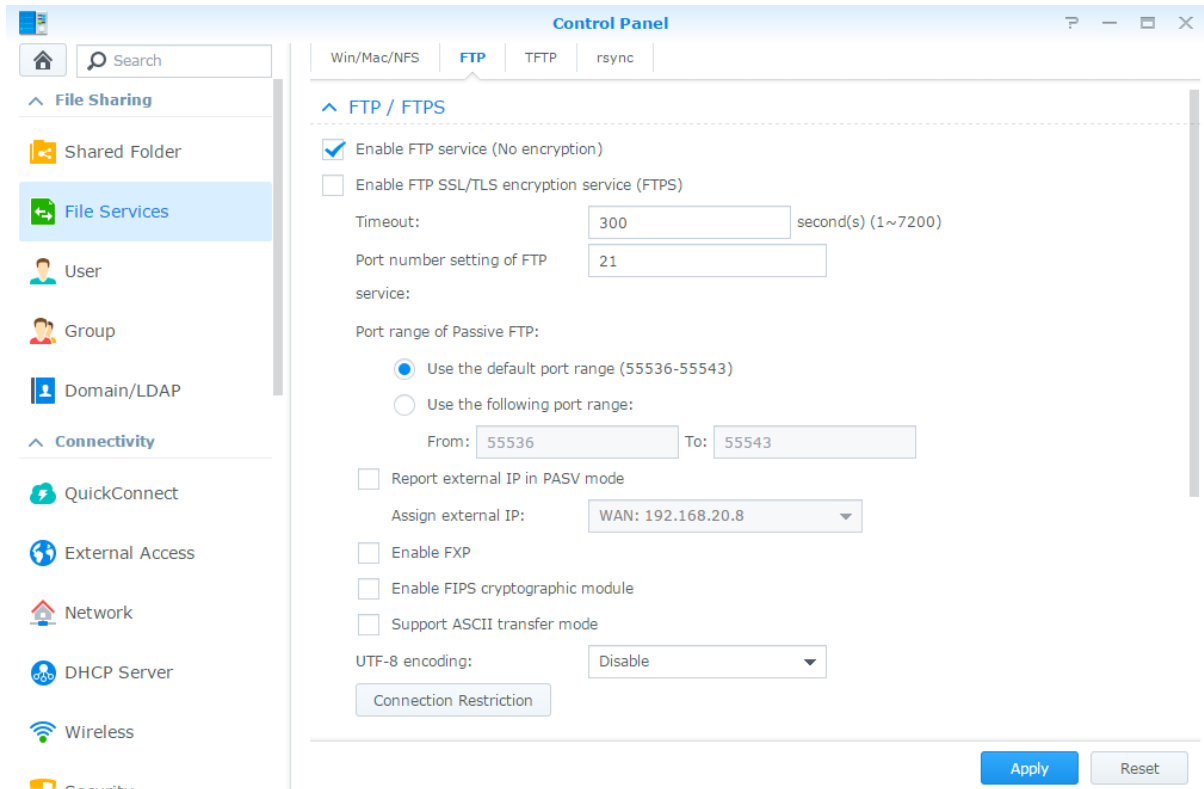 Control Panel
Search
File Sharing
Shared Folder
File Services
User
Group
Domain/LDAP
Connectivity
QuickConnect
External Access
Network
DHCP Server
Wireless
Win/Mac/NFS FTP TFTP rsync
FTP / FTPS
Enable FTP service (No encryption)
Enable FTP SSL/TLS encryption service (FTPS)
Timeout: 300 second(s) (1~7200)
Port number setting of FTP 21
service:
Port range of Passive FTP:
Use the default port range (55536-55543)
Use the following port range:
From: 55536 To: 55543
Report external IP in PASV mode
Assign external IP: WAN: 192.168.20.8
Enable FXP
Enable FIPS cryptographic module
Support ASCII transfer mode
UTF-8 encoding: Disable
Connection Restriction
Apply Reset